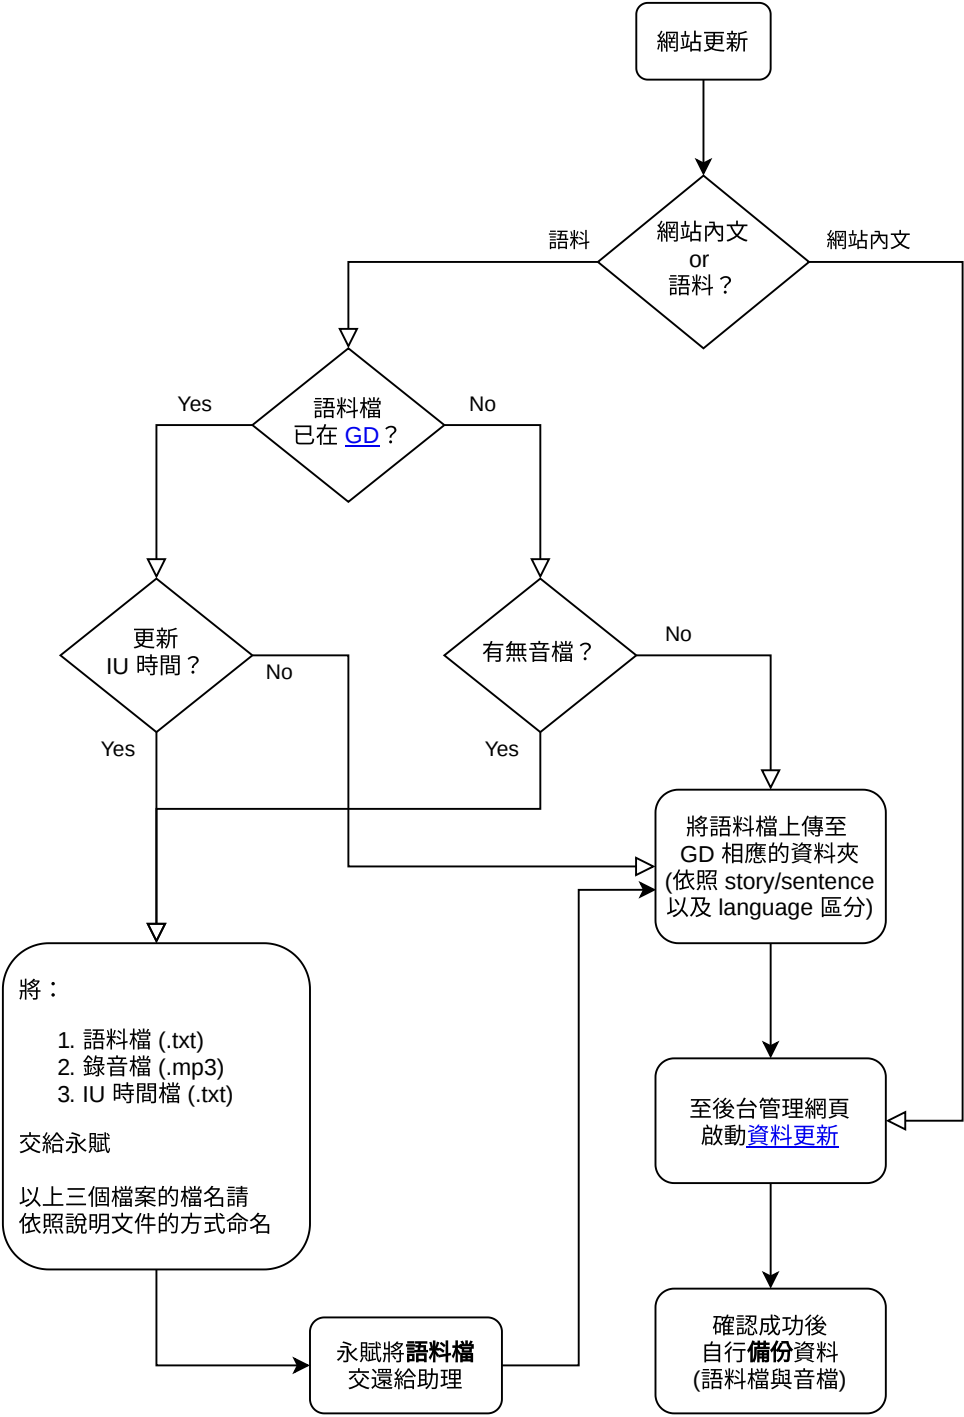 網站更新
網站內文
or
語料？
語料
網站內文
語料檔
已在 GD？
Yes
No
更新
IU 時間？
No
Yes
有無音檔？
No
Yes
將語料檔上傳至
GD 相應的資料夾
(依照 story/sentence
以及 language 區分)
將：
1. 語料檔 (.txt)
2. 錄音檔 (.mp3)
3. IU 時間檔 (.txt)
交給永賦
以上三個檔案的檔名請
依照說明文件的方式命名
永賦將語料檔
交還給助理
至後台管理網頁
啟動資料更新
確認成功後
自行備份資料
(語料檔與音檔)